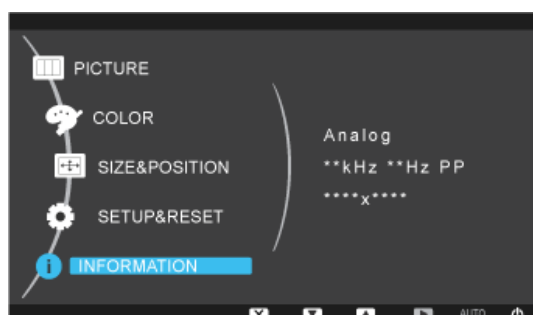 PICTURE
COLOR
SIZE&POSITION
SETUP&RESET
INFORMATION
Analog
**kHz **Hz PP
****x****
AUTO